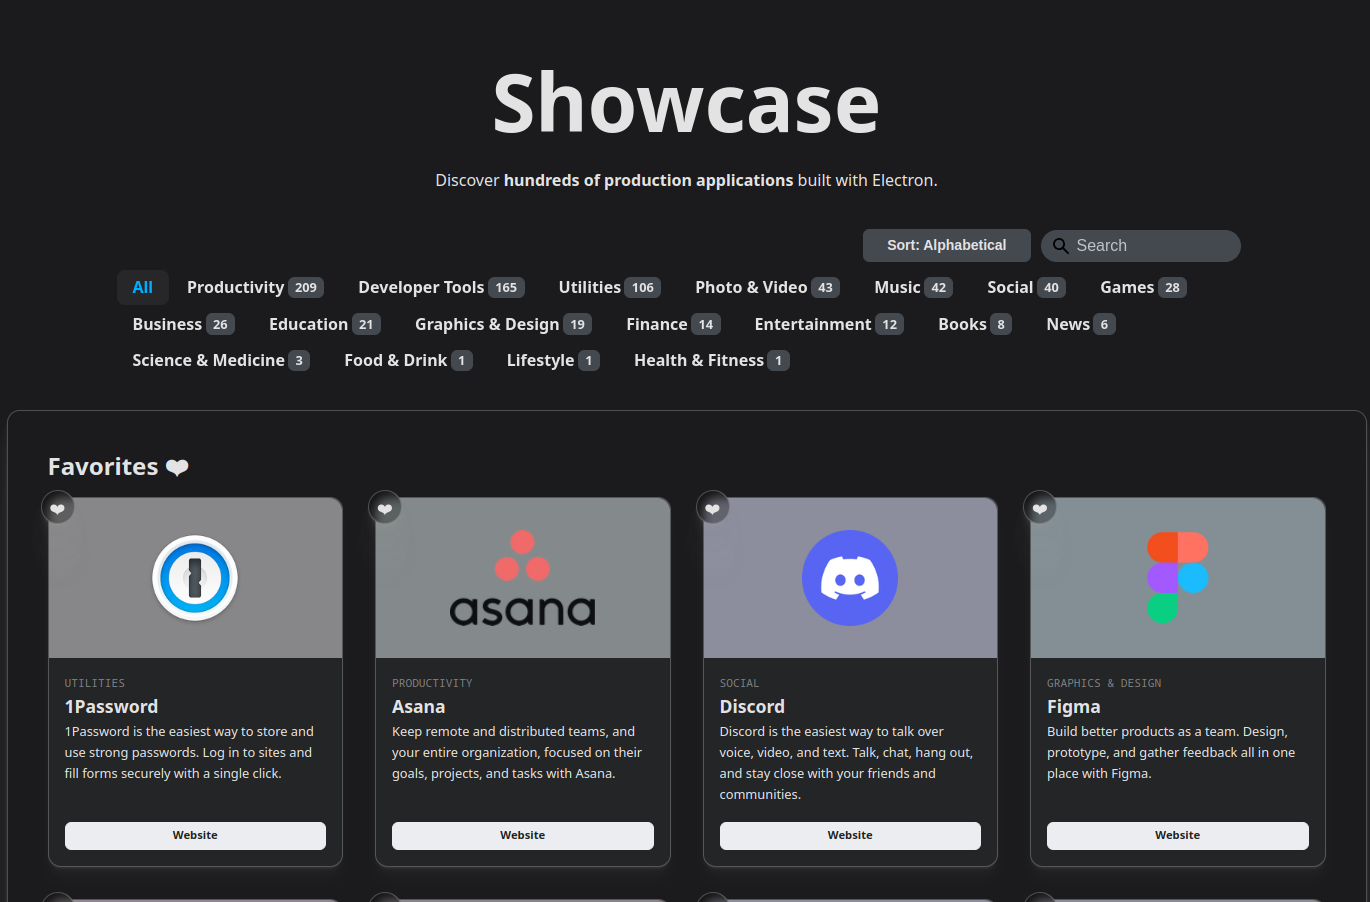 Showcase
Discover hundreds of production applications built with Electron.
Sort: Alphabetical
Search
All Productivity 209 Developer Tools 165 Utilities 106 Photo & Video 43 Music 42 Social 40 Games 28
Business 26 Education 21 Graphics & Design 19 Finance 14 Entertainment 12 Books 8 News 6
Science & Medicine 3 Food & Drink 1 Lifestyle 1 Health & Fitness 1
Favorites ❤
asana
UTILITIES
1Password
1Password is the easiest way to store and
use strong passwords. Log in to sites and
fill forms securely with a single click.
Website
PRODUCTIVITY
Asana
Keep remote and distributed teams, and
your entire organization, focused on their
goals, projects, and tasks with Asana.
Website
SOCIAL
Discord
Discord is the easiest way to talk over
voice, video, and text. Talk, chat, hang out,
and stay close with your friends and
communities.
Website
GRAPHICS & DESIGN
Figma
Build better products as a team. Design,
prototype, and gather feedback all in one
place with Figma.
Website